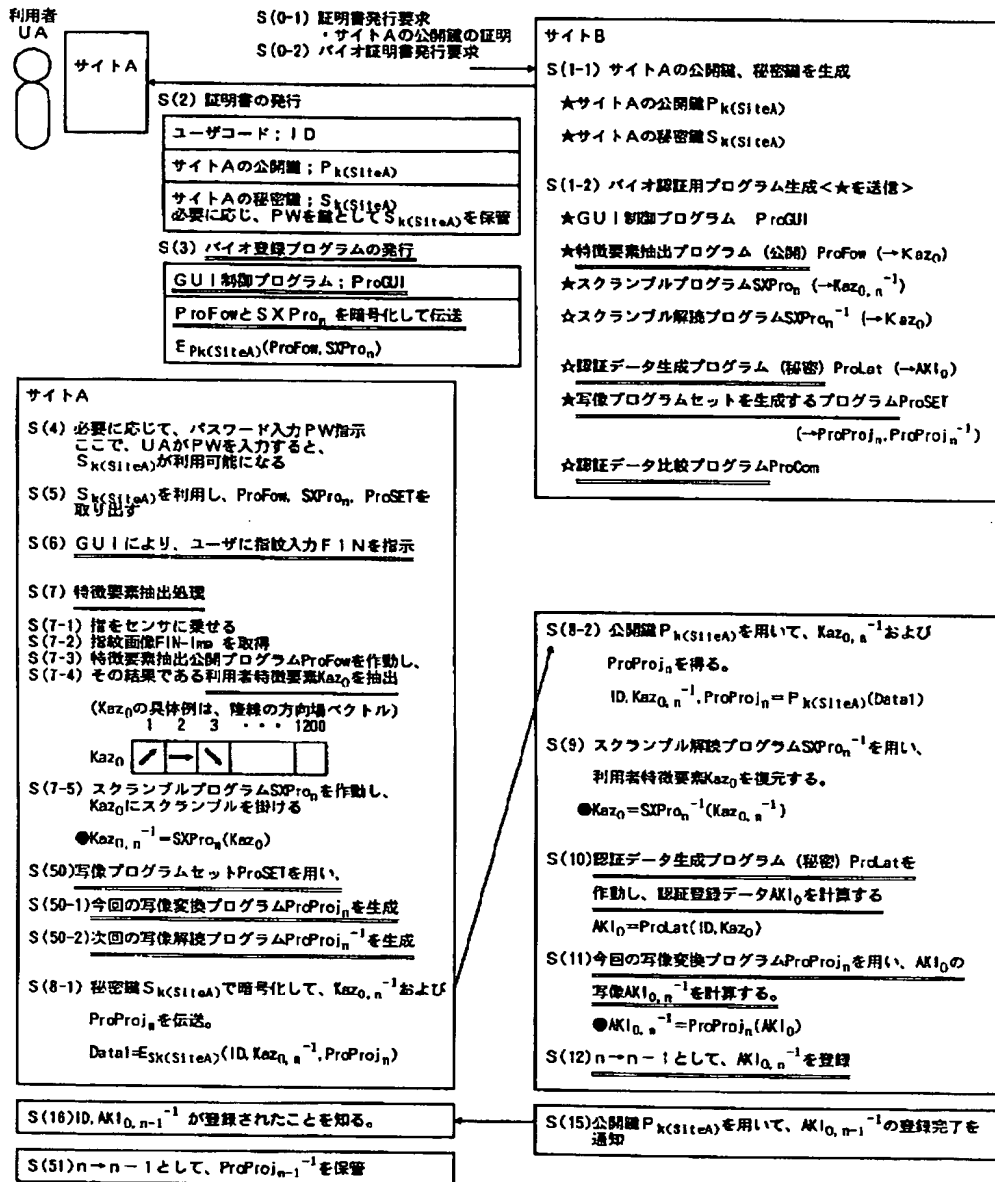 利用者
UA
サイトA
S(0-1) 証明書発行要求
・サイトAの公開鍵の証明
S(0-2) バイオ証明書発行要求
S(2) 証明書の発行
ユーザコード；ID
サイトAの公開鍵；Pk(SiteA)
サイトAの秘密鍵；Sk(SiteA)
必要に応じ、PWを鍵としてSk(SiteA)を保管
S(3) バイオ登録プログラムの発行
GUI制御プログラム；ProGUI
ProFowとSXPron を暗号化して伝送
EPk(SiteA)(ProFow,SXPron)
サイトB
S(1-1) サイトAの公開鍵、秘密鍵を生成
★サイトAの公開鍵Pk(SiteA)
★サイトAの秘密鍵Sk(SiteA)
S(1-2) バイオ認証用プログラム生成<★を送信>
★GUI制御プログラム ProGUI
★特徴要素抽出プログラム (公開) ProFow (→Kaz0)
★スクランブルプログラムSXPron (→Kaz0,n-1)
☆スクランブル解読プログラムSXPron-1 (→Kaz0)
☆認証データ生成プログラム (秘密) ProLat (→AKI0)
★写像プログラムセットを生成するプログラムProSET
(→ProProjn,ProProjn-1)
☆認証データ比較プログラムProCom
サイトA
S(4) 必要に応じて、パスワード入力PW指示
ここで、UAがPWを入力すると、
Sk(SiteA)が利用可能になる
S(5) Sk(SiteA)を利用し、ProFow, SXPron, ProSETを
取り出す
S(6) GUIにより、ユーザに指紋入力FINを指示
S(7) 特徴要素抽出処理
S(7-1) 指をセンサに乗せる
S(7-2) 指紋画像FIN-Imp を取得
S(7-3) 特徴要素抽出公開プログラムProFowを作動し、
S(7-4) その結果である利用者特徴要素Kaz0を抽出
(Kaz0の具体例は、隆線の方向場ベクトル)
1 2 3 ・・・ 1200
Kaz0
S(7-5) スクランブルプログラムSXPronを作動し、
Kaz0にスクランブルを掛ける
●Kaz0,n-1=SXPron(Kaz0)
S(50)写像プログラムセットProSETを用い、
S(50-1)今回の写像変換プログラムProProjnを生成
S(50-2)次回の写像解読プログラムProProjn-1を生成
S(8-1) 秘密鍵Sk(SiteA)で暗号化して、Kaz0,n-1および
ProProjnを伝送。
Data1=ESk(SiteA)(ID,Kaz0,n-1,ProProjn)
S(8-2) 公開鍵Pk(SiteA)を用いて、Kaz0,n-1および
ProProjnを得る。
ID,Kaz0,n-1,ProProjn=Pk(SiteA)(Data1)
S(9) スクランブル解読プログラムSXPron-1を用い、
利用者特徴要素Kaz0を復元する。
●Kaz0=SXPron-1(Kaz0,n-1)
S(10)認証データ生成プログラム (秘密) ProLatを
作動し、認証登録データAKI0を計算する
AKI0=ProLat(ID,Kaz0)
S(11)今回の写像変換プログラムProProjnを用い、AKI0の
写像AKI0,n-1を計算する。
●AKI0,n-1=ProProjn(AKI0)
S(12)n→n-1として、AKI0,n-1を登録
S(16)ID,AKI0,n-1-1 が登録されたことを知る。
S(15)公開鍵Pk(SiteA)を用いて、AKI0,n-1-1の登録完了を
通知
S(51)n→n-1として、ProProjn-1-1を保管